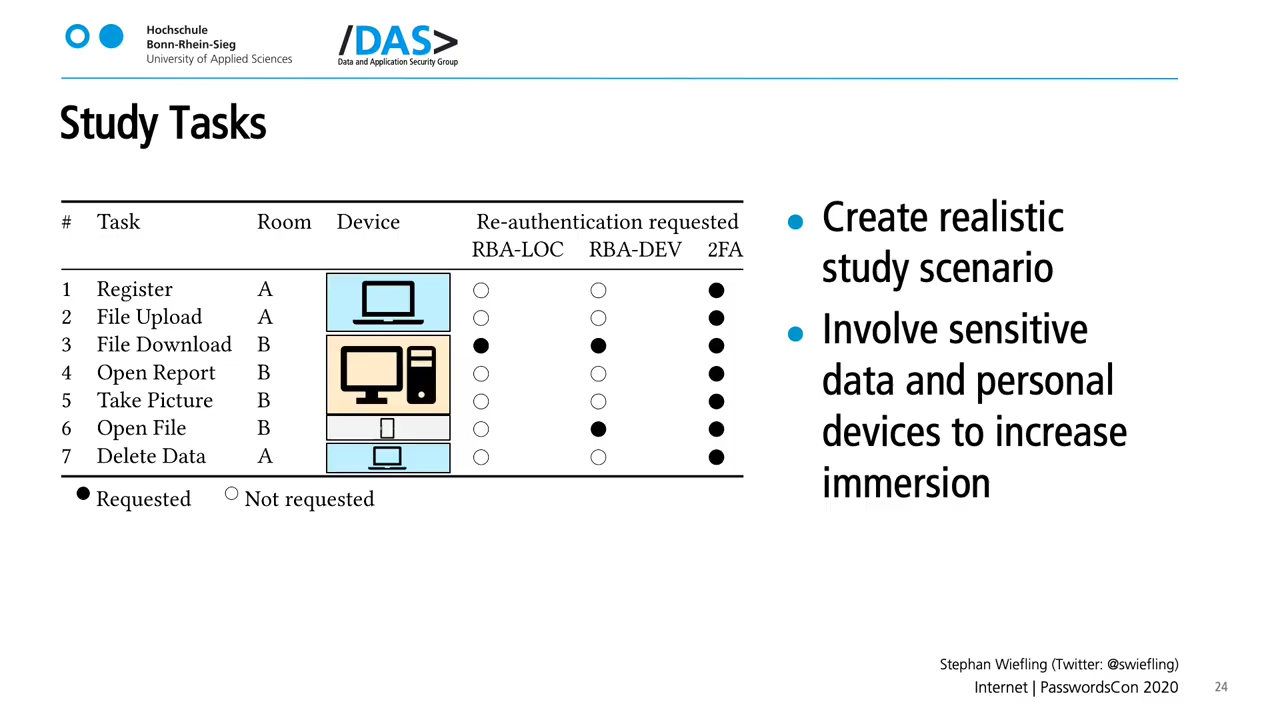 Hochschule
Bonn-Rhein-Sieg
University of Applied Sciences
/DAS>
Data and Application Security Group
Study Tasks
# Task Room Device Re-authentication requested
RBA-LOC RBA-DEV 2FA
1 Register A ○ ○ ●
2 File Upload A ○ ○ ●
3 File Download B ● ● ●
4 Open Report B ○ ○ ●
5 Take Picture B ○ ○ ●
6 Open File B ○ ● ●
7 Delete Data A ○ ○ ●
● Requested ○ Not requested
• Create realistic
study scenario
• Involve sensitive
data and personal
devices to increase
immersion
Stephan Wiefling (Twitter: @swiefling)
Internet | PasswordsCon 2020 24